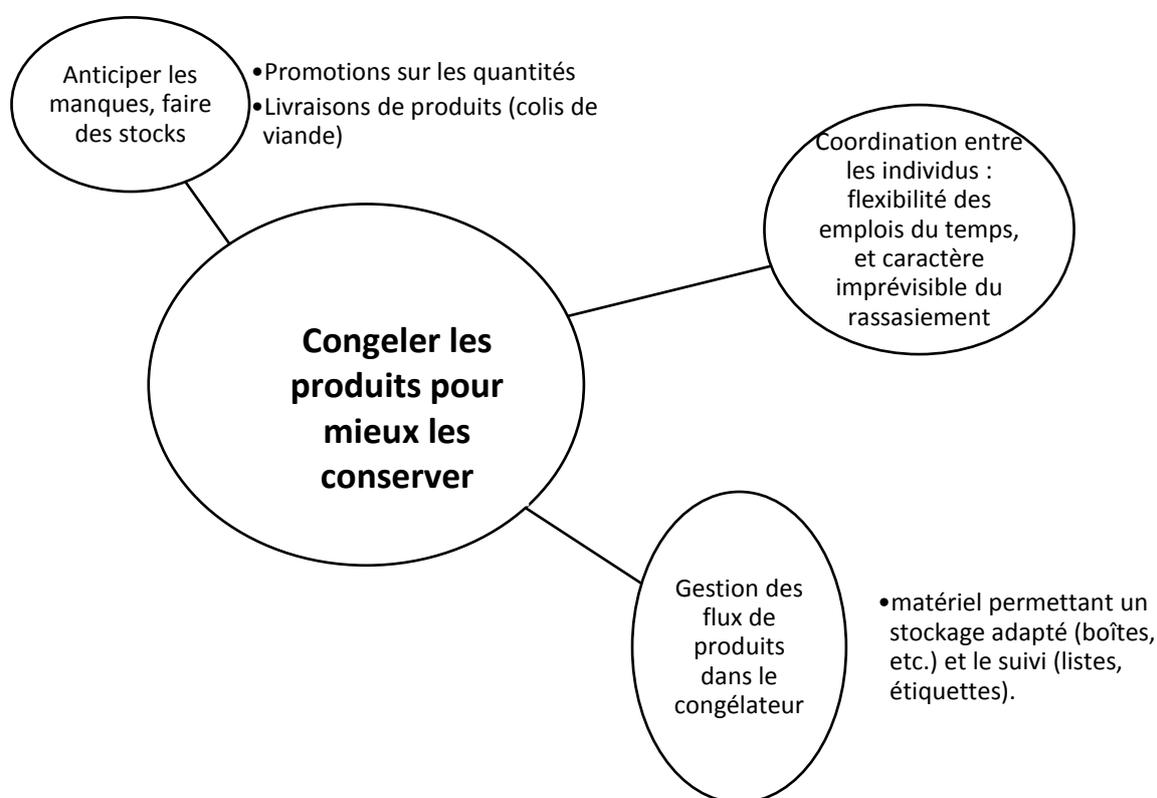 Anticiper les
manques, faire
des stocks
•Promotions sur les quantités
•Livraisons de produits (colis de
viande)
Coordination entre
les individus :
flexibilité des
emplois du temps,
et caractère
imprévisible du
rassasiement
Congeler les
produits pour
mieux les
conserver
Gestion des
flux de
produits
dans le
congélateur
•matériel permettant un
stockage adapté (boîtes,
etc.) et le suivi (listes,
étiquettes).